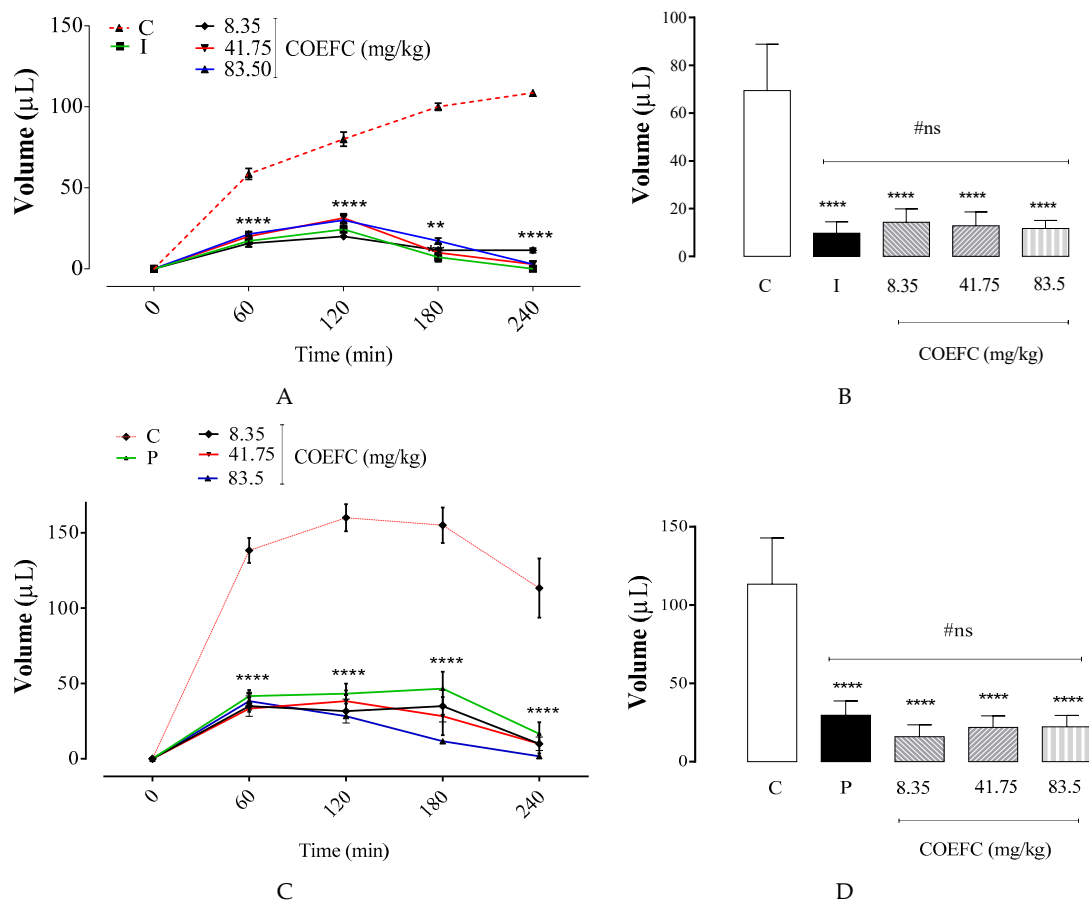 C
I
8.35
41.75
83.50
COEFC (mg/kg)
Volume (µL)
150
100
50
0
****
****
**
****
0
60
120
180
240
Time (min)
A
Volume (µL)
100
80
60
40
20
0
#ns
****
****
****
****
C
I
8.35
41.75
83.5
COEFC (mg/kg)
B
C
P
8.35
41.75
83.5
COEFC (mg/kg)
Volume (µL)
150
100
50
0
****
****
****
****
0
60
120
180
240
Time (min)
C
Volume (µL)
150
100
50
0
#ns
****
****
****
****
C
P
8.35
41.75
83.5
COEFC (mg/kg)
D